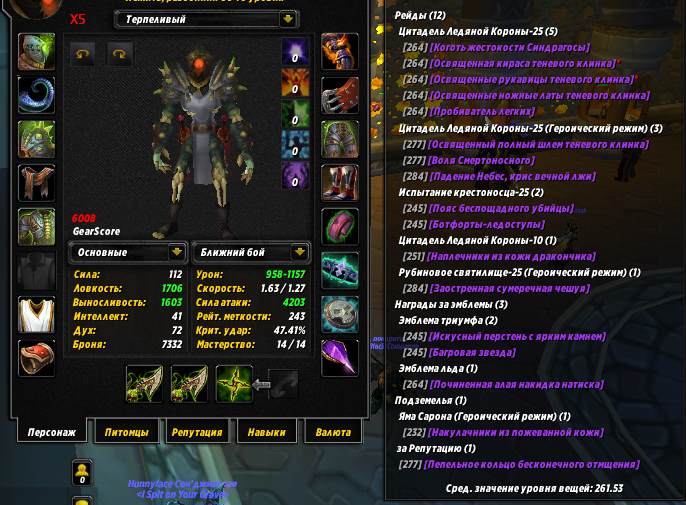 X5
Терпеливый
0
0
0
0
0
6008
GearScore
Основные
Ближний бой
Сила: 112
Ловкость: 1706
Выносливость: 1603
Интеллект: 41
Дух: 72
Броня: 7332
Урон: 958-1157
Скорость: 1.63 / 1.27
Сила атаки: 4203
Рейт. меткости: 243
Крит. удар: 47.41%
Мастерство: 14 / 14
Персонаж
Питомцы
Репутация
Навыки
Валюта
0
<I Spit on Your Grave>
Рейды (12)
Цитадель Ледяной Короны-25 (5)
[264] [Коготь жестокости Синдрагосы]
[264] [Освященная кираса теневого клинка]*
[264] [Освященные рукавицы теневого клинка]*
[264] [Освященные ножные латы теневого клинка]
[264] [Пробиватель легких]
Цитадель Ледяной Короны-25 (Героический режим) (3)
[277] [Освященный полный шлем теневого клинка]
[277] [Воля Смертоносного]
[284] [Падение Небес, крис вечной лжи]
Испытание крестоносца-25 (2)
[245] [Пояс беспощадного убийцы]
[245] [Ботфорты-ледоступы]
Цитадель Ледяной Короны-10 (1)
[251] [Наплечники из кожи дракончика]
Рубиновое святилище-25 (Героический режим) (1)
[284] [Заостренная сумеречная чешуя]
Награды за эмблемы (3)
Эмблема триумфа (2)
[245] [Искусный перстень с ярким камнем]
[245] [Багровая звезда]
Эмблема льда (1)
[264] [Починенная алая накидка натиска]
Подземелья (1)
Яма Сарона (Героический режим) (1)
[232] [Накулачники из пожеванной кожи]
за Репутацию (1)
[277] [Пепельное кольцо бесконечного отмщения]
Сред. значение уровня вещей: 261.53